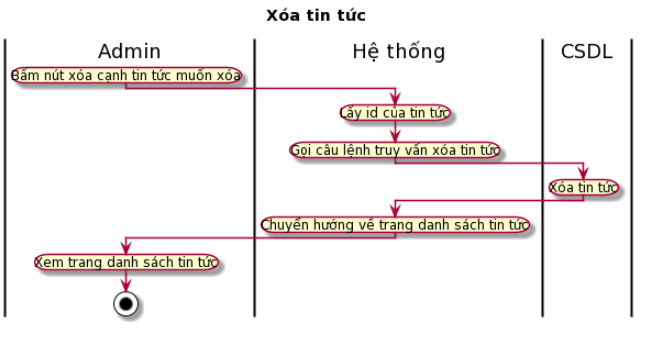 Xóa tin tức
Admin
Hệ thống
CSDL
Bấm nút xóa cạnh tin tức muốn xóa
Lấy id của tin tức
Gọi câu lệnh truy vấn xóa tin tức
Xóa tin tức
Chuyển hướng về trang danh sách tin tức
Xem trang danh sách tin tức